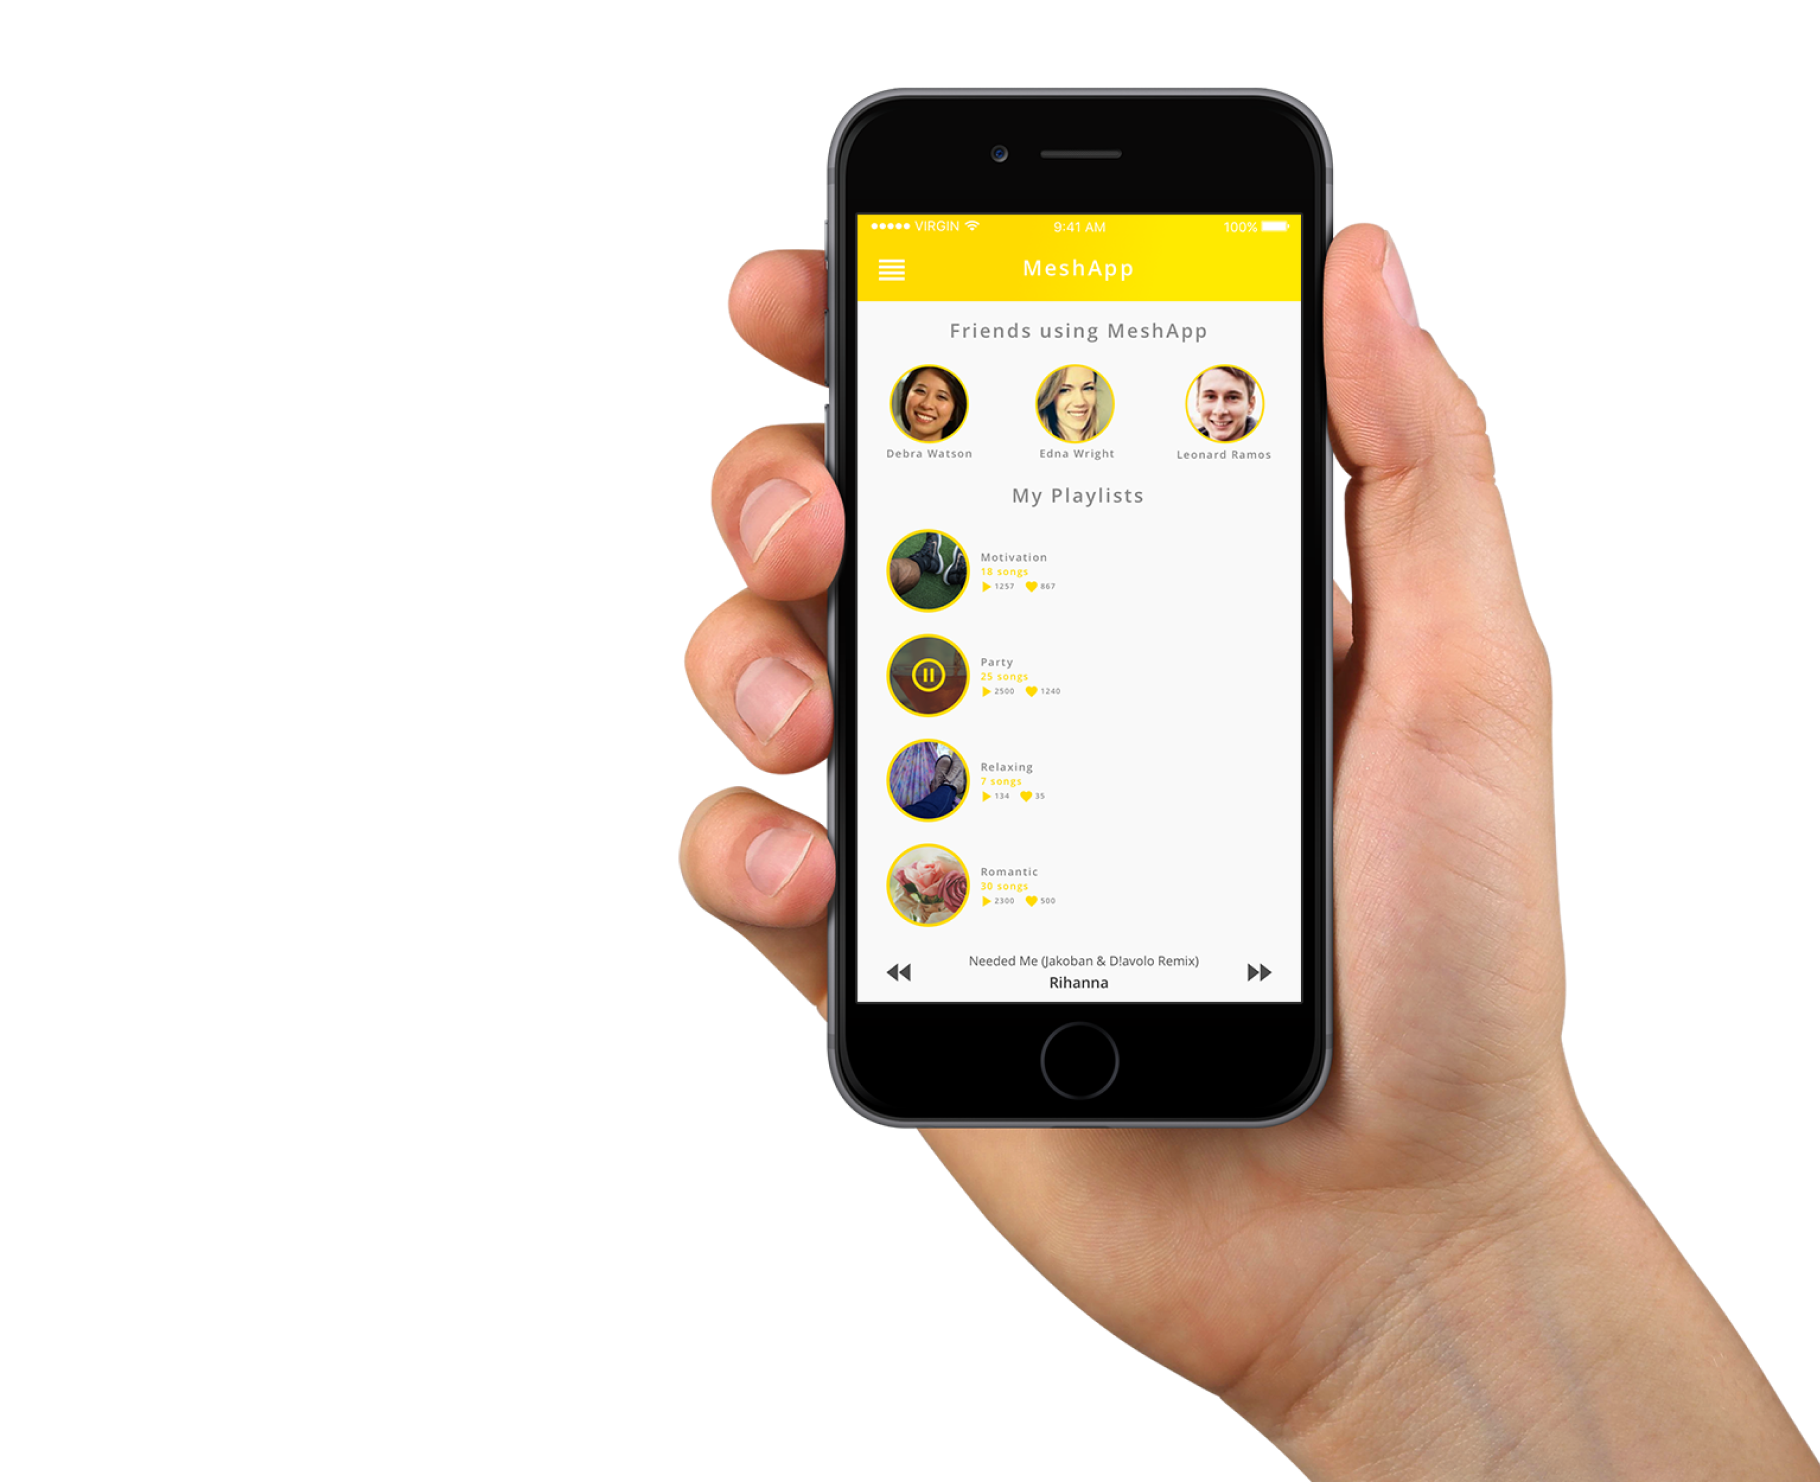 VIRGIN 9:41 AM 100%
MeshApp
Friends using MeshApp
Debra Watson Edna Wright Leonard Ramos
My Playlists
Motivation
18 songs
1257 867
Party
25 songs
2500 1240
Relaxing
7 songs
134 35
Romantic
30 songs
2300 500
Needed Me (Jakoban & D!avolo Remix)
Rihanna